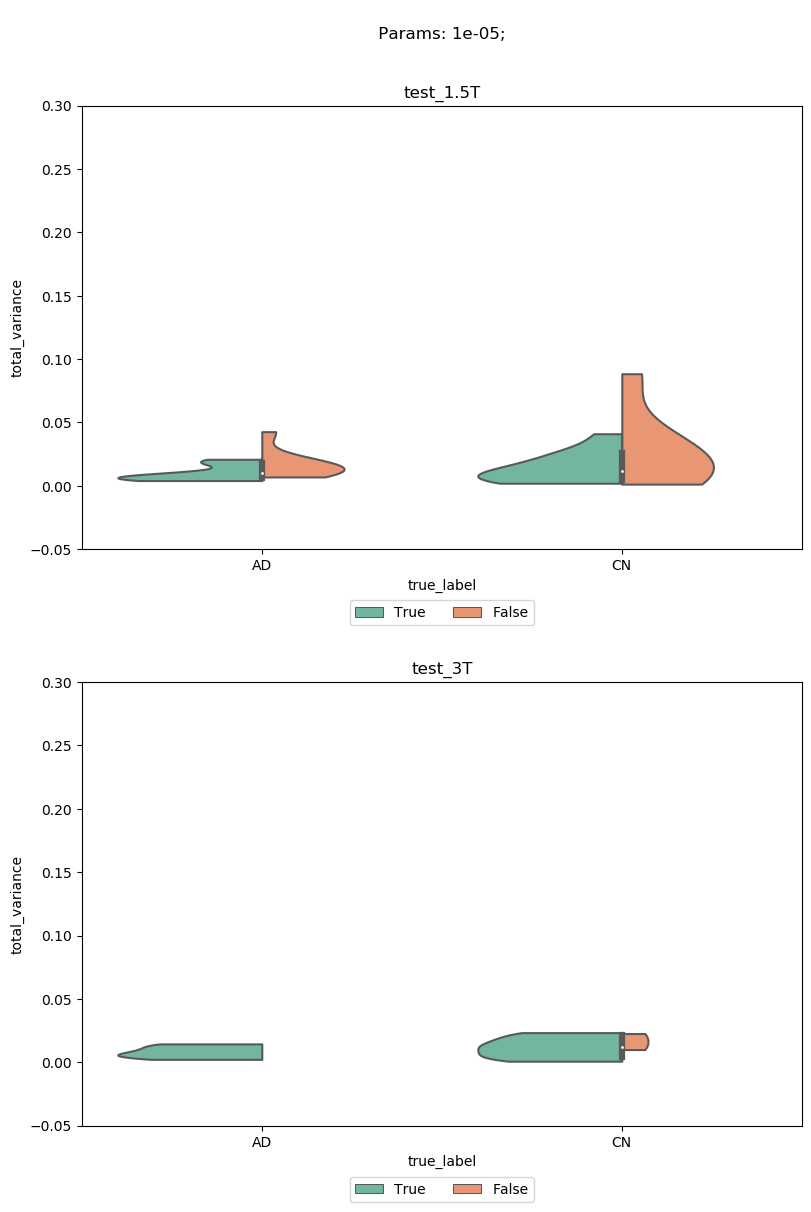 Params: 1e-05;
test_1.5T
0.30
0.25
0.20
0.15
0.10
0.05
0.00
−0.05
total_variance
AD CN
true_label
True False
test_3T
0.30
0.25
0.20
0.15
0.10
0.05
0.00
−0.05
total_variance
AD CN
true_label
True False